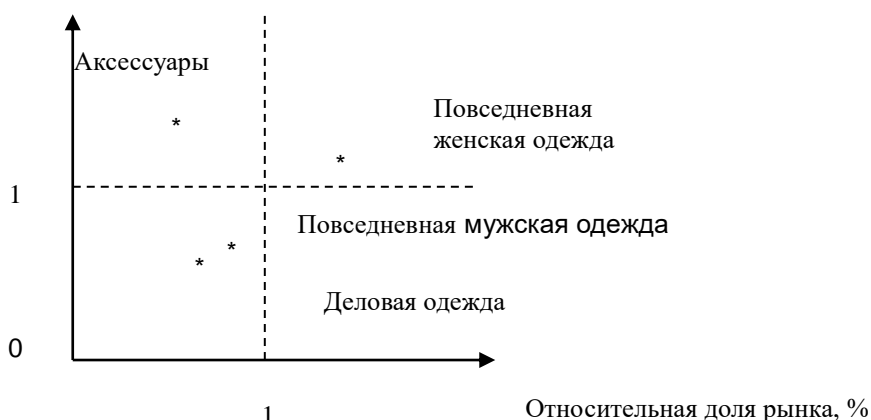 Аксессуары
Повседневная
женская одежда
*
*
1
Повседневная мужская одежда
*
*
Деловая одежда
0
1
Относительная доля рынка, %